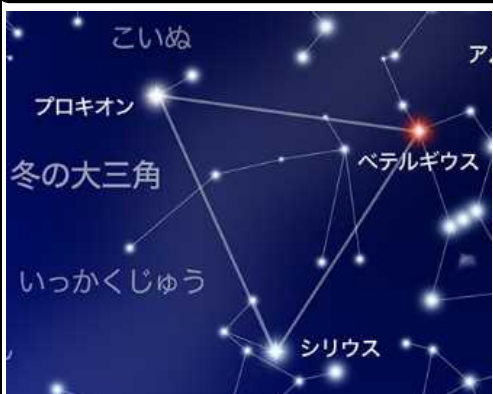 こいぬ
プロキオン
ベテルギウス
冬の大三角
いっかくじゅう
シリウス